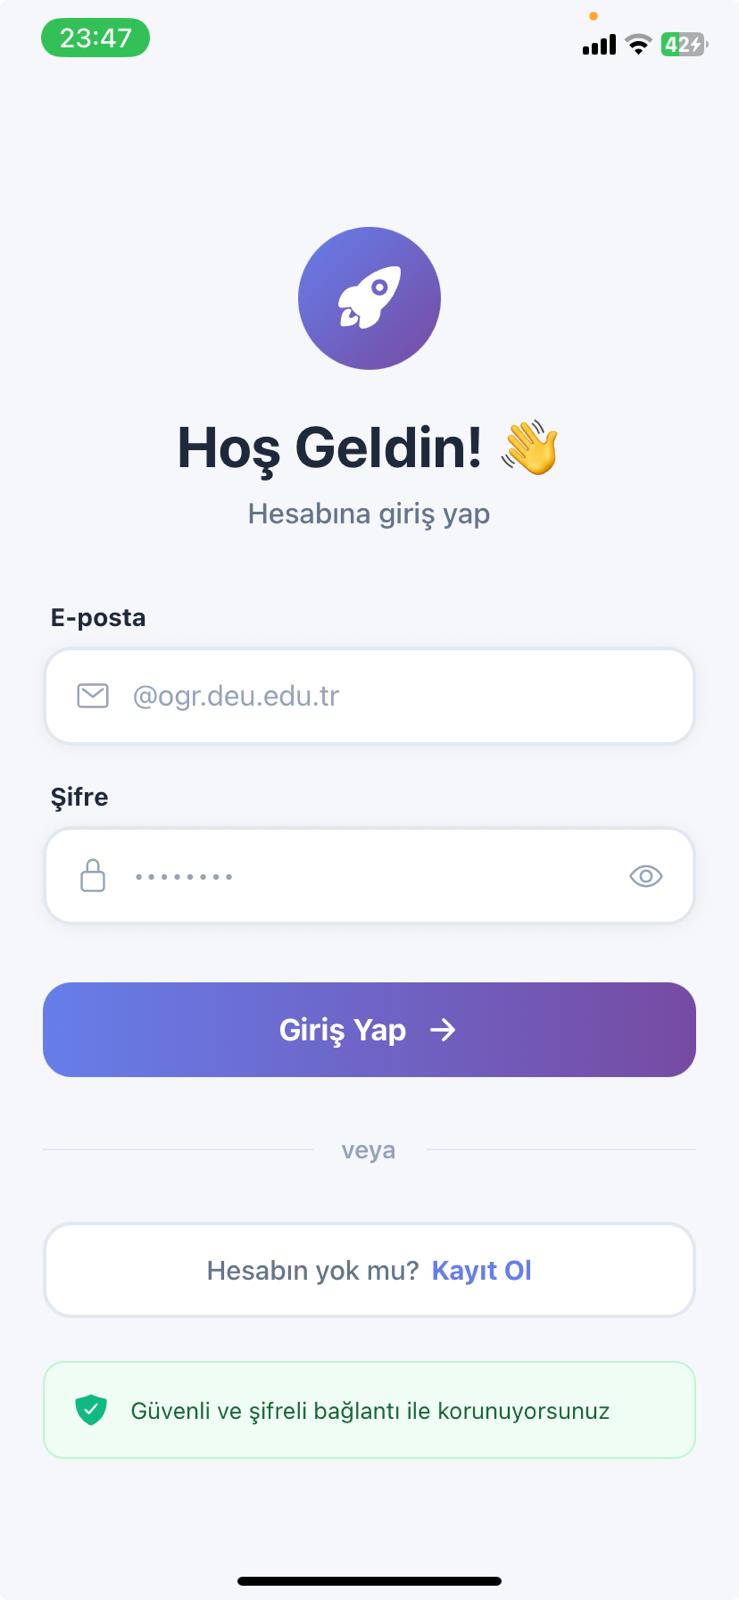 23:47
42
Hoş Geldin! 👋
Hesabına giriş yap
E-posta
@ogr.deu.edu.tr
Şifre
••••••••
Giriş Yap →
veya
Hesabın yok mu? Kayıt Ol
Güvenli ve şifreli bağlantı ile korunuyorsunuz